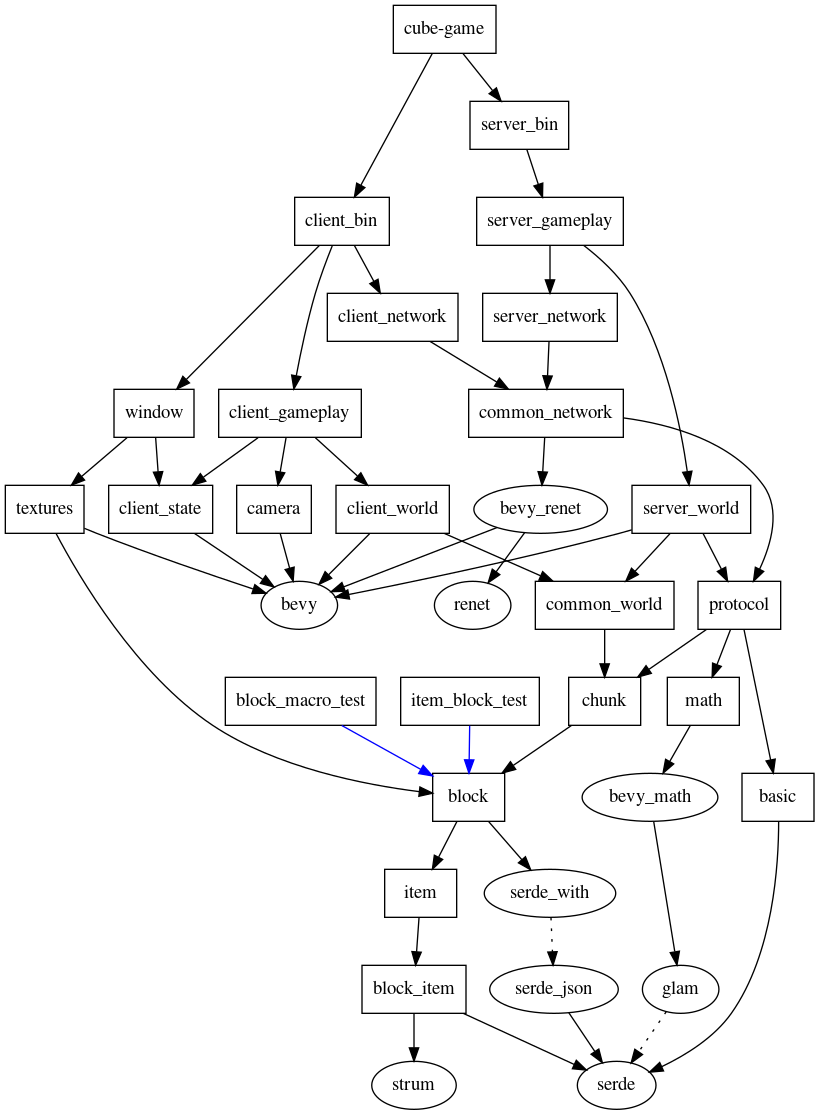 cube-game
server_bin
client_bin
server_gameplay
client_network
server_network
window
client_gameplay
common_network
textures
client_state
camera
client_world
bevy_renet
server_world
bevy
renet
common_world
protocol
block_macro_test
item_block_test
chunk
math
block
bevy_math
basic
item
serde_with
block_item
serde_json
glam
strum
serde